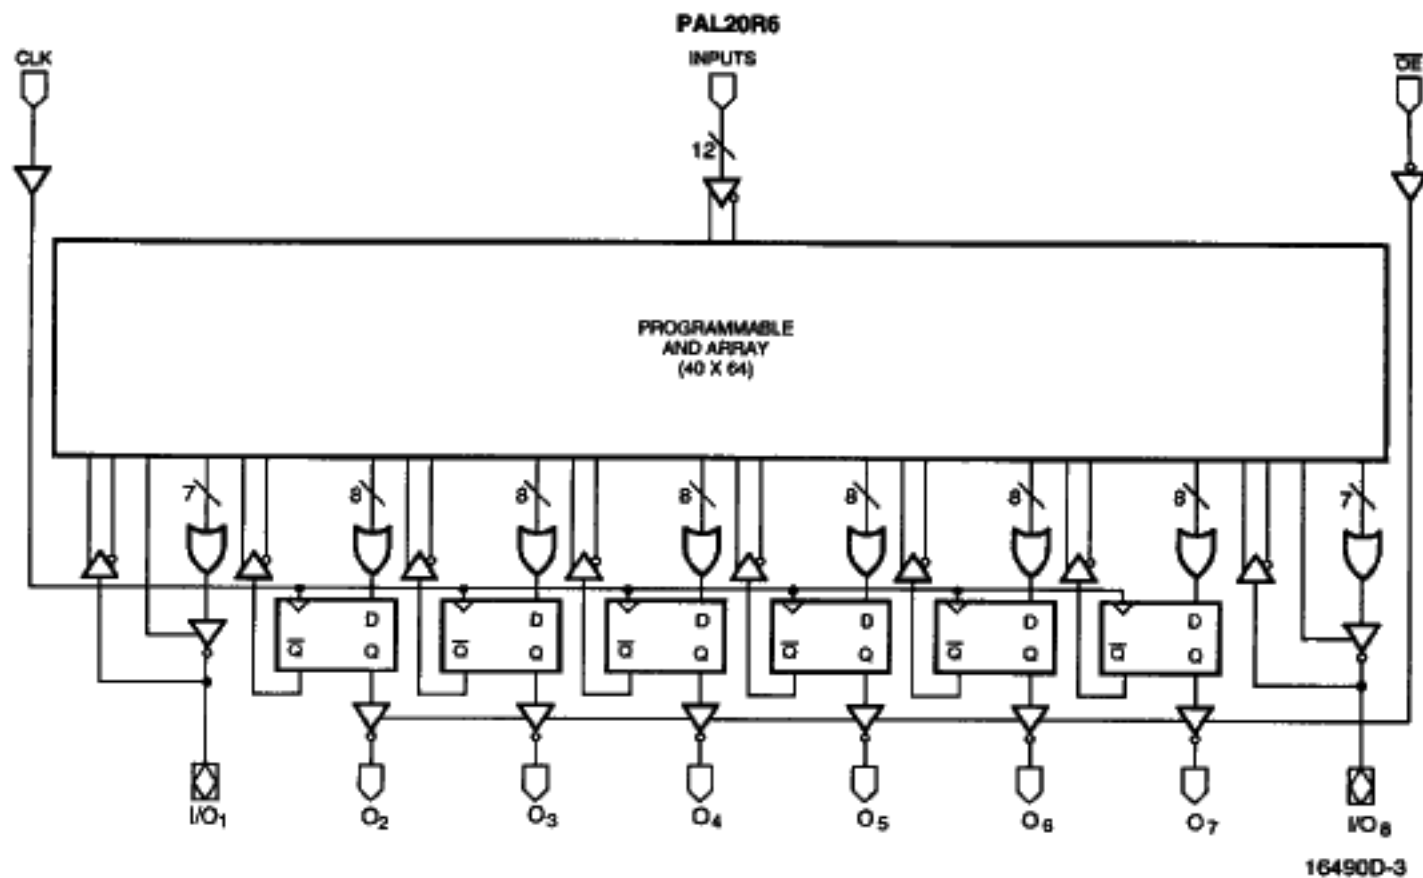 PAL20R6
CLK
INPUTS
OE
12
PROGRAMMABLE
AND ARRAY
(40 X 64)
7
8
8
8
8
8
8
7
D
Q
Q
D
Q
Q
D
Q
Q
D
Q
Q
D
Q
Q
D
Q
Q
I/O1
O2
O3
O4
O5
O6
O7
I/O8
16490D-3